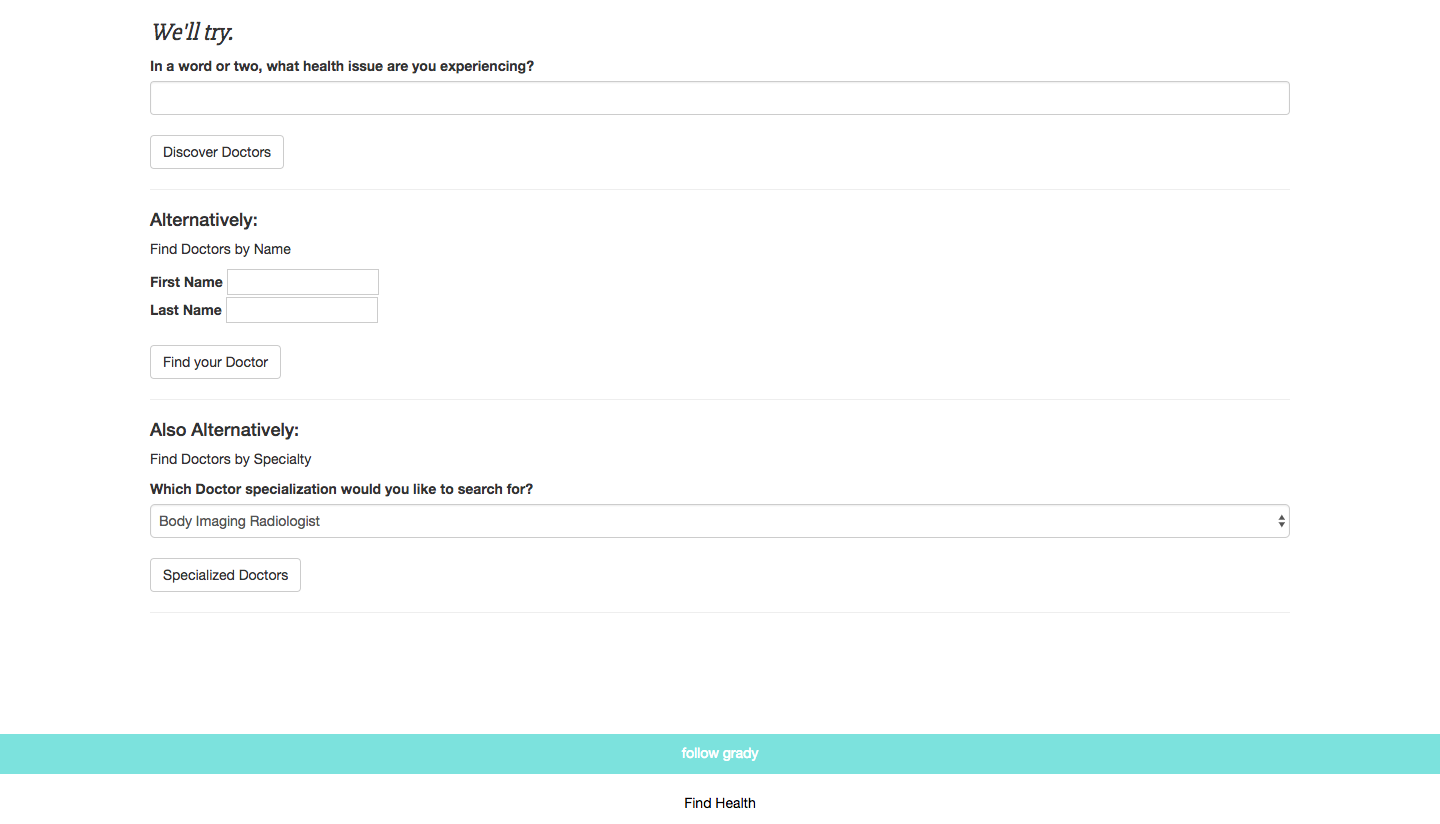 We'll try.
In a word or two, what health issue are you experiencing?
Discover Doctors
Alternatively:
Find Doctors by Name
First Name
Last Name
Find your Doctor
Also Alternatively:
Find Doctors by Specialty
Which Doctor specialization would you like to search for?
Body Imaging Radiologist
Specialized Doctors
follow grady
Find Health